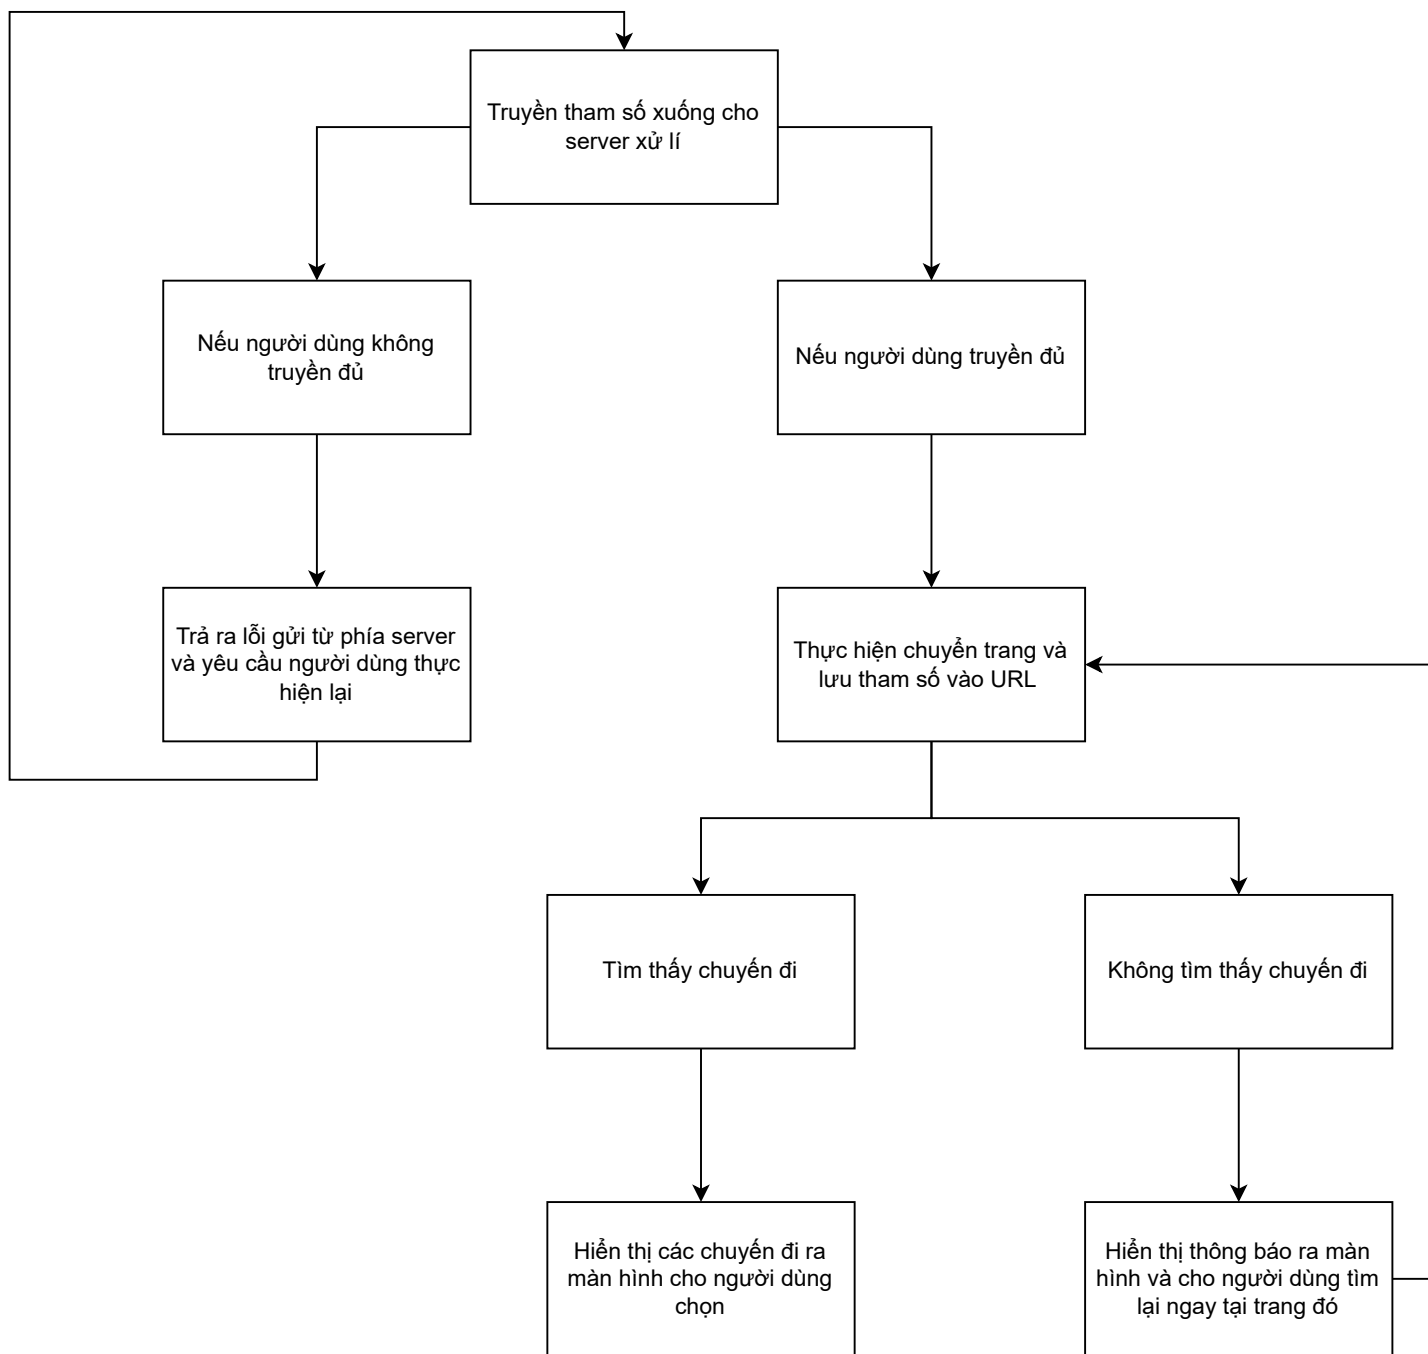 Truyền tham số xuống cho
server xử lí
Nếu người dùng không
truyền đủ
Nếu người dùng truyền đủ
Trả ra lỗi gửi từ phía server
và yêu cầu người dùng thực
hiện lại
Thực hiện chuyển trang và
lưu tham số vào URL
Tìm thấy chuyến đi
Không tìm thấy chuyến đi
Hiển thị các chuyến đi ra
màn hình cho người dùng
chọn
Hiển thị thông báo ra màn
hình và cho người dùng tìm
lại ngay tại trang đó